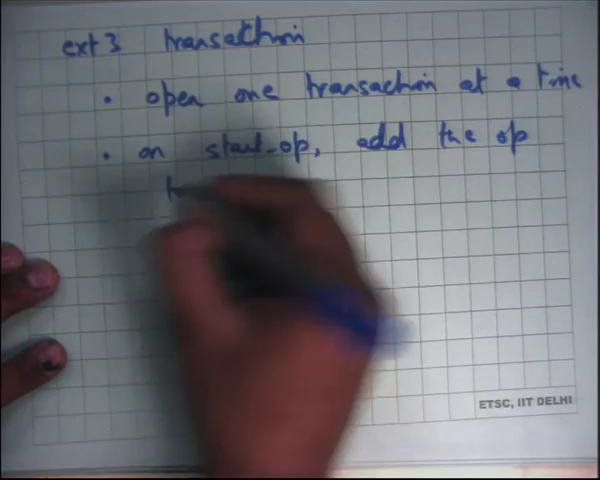 ext3 transaction
• open one transaction at a time
• on start-op, add the op
ETSC, IIT DELHI